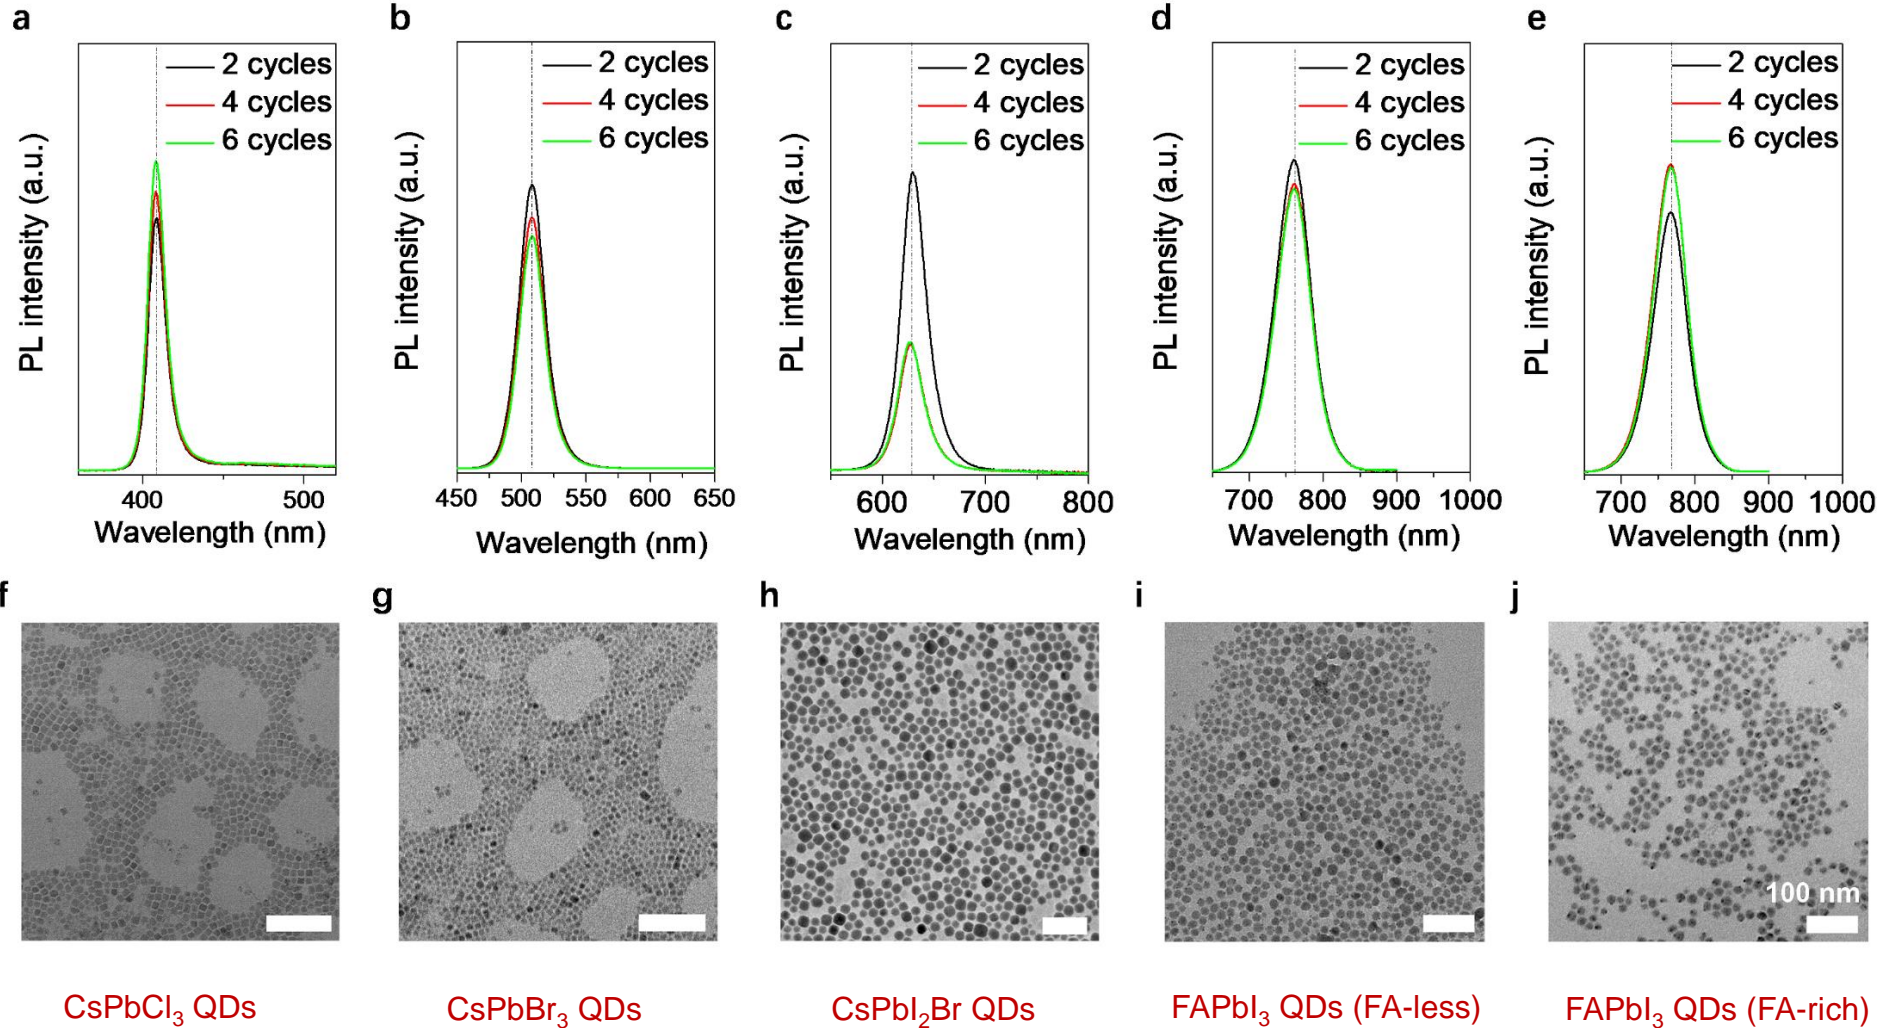 a
2 cycles
4 cycles
6 cycles
PL intensity (a.u.)
400
500
Wavelength (nm)
b
2 cycles
4 cycles
6 cycles
PL intensity (a.u.)
450
500
550
600
650
Wavelength (nm)
c
2 cycles
4 cycles
6 cycles
PL intensity (a.u.)
600
700
800
Wavelength (nm)
d
2 cycles
4 cycles
6 cycles
PL intensity (a.u.)
700
800
900
1000
Wavelength (nm)
e
2 cycles
4 cycles
6 cycles
PL intensity (a.u.)
700
800
900
1000
Wavelength (nm)
f
g
h
i
j
100 nm
CsPbCl₃ QDs
CsPbBr₃ QDs
CsPbI₂Br QDs
FAPbI₃ QDs (FA-less)
FAPbI₃ QDs (FA-rich)